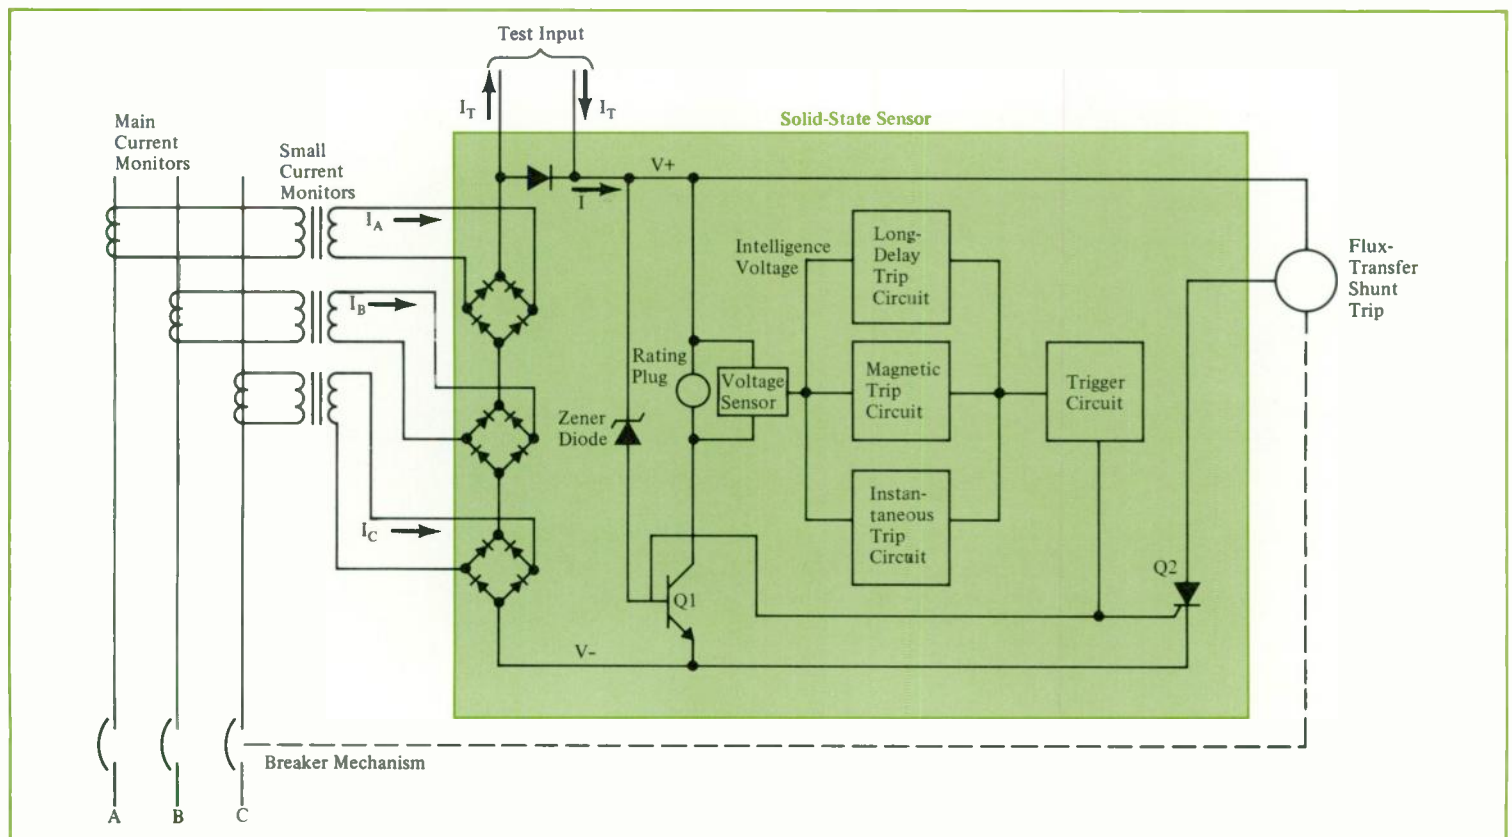 Test Input
I_T
I_T
Main
Current
Monitors
Small
Current
Monitors
Solid-State Sensor
V+
I
I_A
I_B
I_C
Intelligence
Voltage
Long-
Delay
Trip
Circuit
Flux-
Transfer
Shunt
Trip
Rating
Plug
Voltage
Sensor
Magnetic
Trip
Circuit
Trigger
Circuit
Zener
Diode
Instan-
taneous
Trip
Circuit
Q1
Q2
V-
Breaker Mechanism
A
B
C